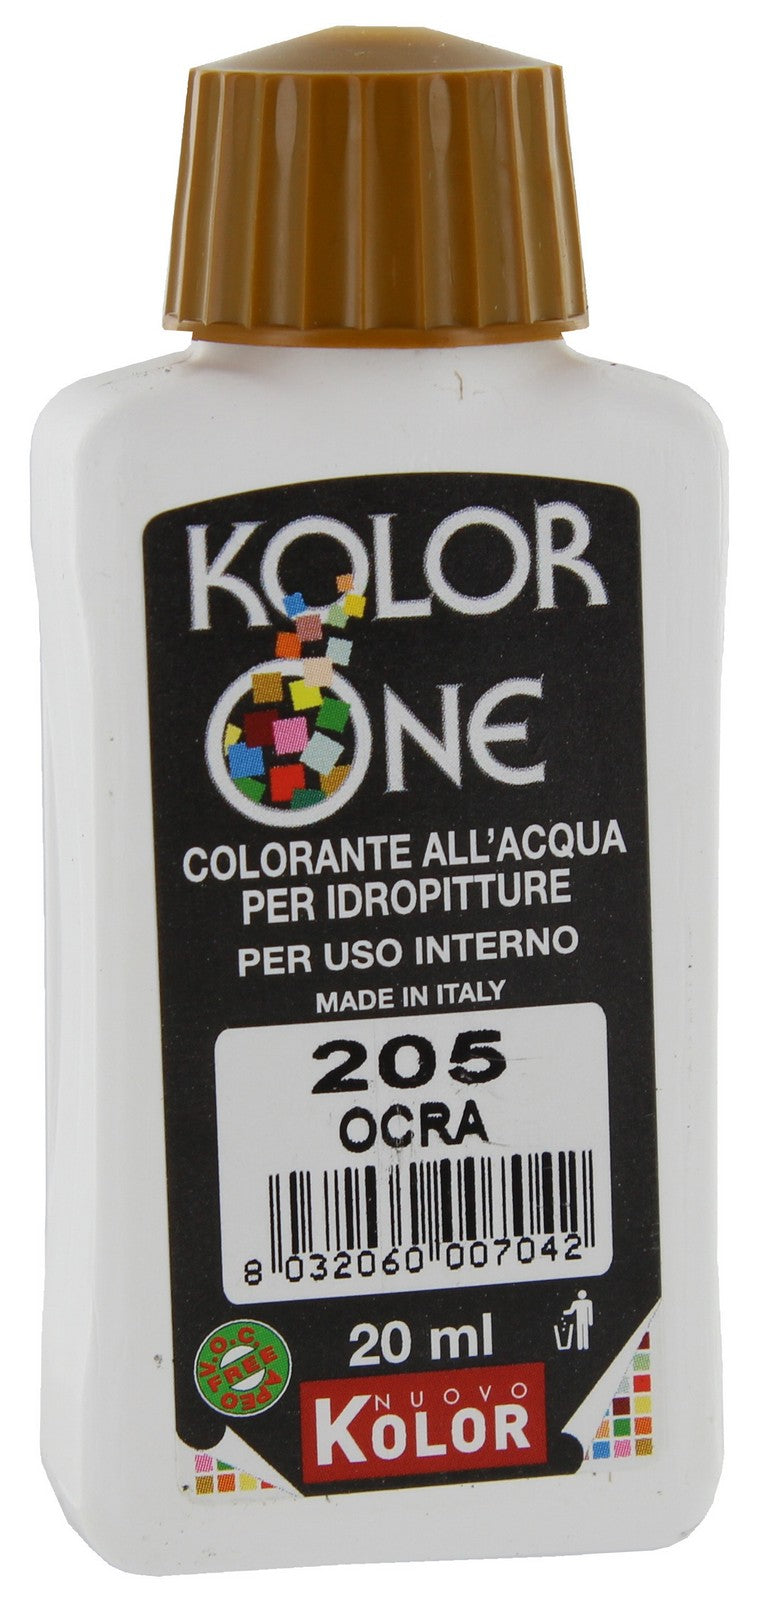 KOLOR
ONE
COLORANTE ALL'ACQUA
PER IDROPITTURE
PER USO INTERNO
MADE IN ITALY
205
OCRA
8 032060 007042
20 ml
V.O.C.
FREE
APEO
NUOVO
KOLOR